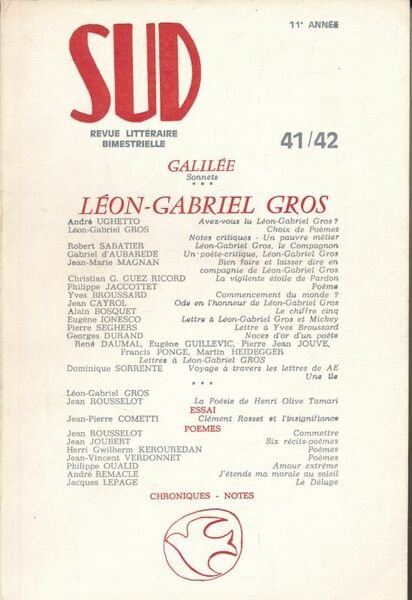 SUD
11e ANNÉE
REVUE LITTÉRAIRE
BIMESTRIELLE
41/42
GALILÉE
Sonnets
* * *
LÉON-GABRIEL GROS
André UGHETTO Avez-vous lu Léon-Gabriel Gros ?
Léon-Gabriel GROS Choix de Poèmes
Notes critiques - Un pauvre métier
Robert SABATIER Léon-Gabriel Gros, le Compagnon
Gabriel d'AUBAREDE Un poète-critique, Léon-Gabriel Gros
Jean-Marie MAGNAN Bien faire et laisser dire en
compagnie de Léon-Gabriel Gros
Christian G. GUEZ RICORD La vigilente étoile de Pardon
Philippe JACCOTTET Poème
Yves BROUSSARD Commencement du monde ?
Jean CAYROL Ode en l'honneur de Léon-Gabriel Gros
Alain BOSQUET Le chiffre cinq
Eugène IONESCO Lettre à Léon-Gabriel Gros et Mickey
Pierre SEGHERS Lettre à Yves Broussard
Georges DURAND Noces d'or d'un poète
René DAUMAL, Eugène GUILLEVIC, Pierre Jean JOUVE,
Francis PONGE, Martin HEIDEGGER
Lettres à Léon-Gabriel GROS
Dominique SORRENTE Voyage à travers les lettres de AE
Une île
* * *
Léon-Gabriel GROS
Jean ROUSSELOT La Poésie de Henri Olive Tamari
ESSAI
Jean-Pierre COMETTI Clément Rosset et l'insignifiance
POEMES
Jean ROUSSELOT Commettre
Jean JOUBERT Six récits-poèmes
Herri Gwilherm KEROUREDAN Poèmes
Jean-Vincent VERDONNET Poèmes
Philippe OUALID Amour extrême
André REMACLE J'étends ma morale au soleil
Jacques LEPAGE Le Déluge
CHRONIQUES - NOTES